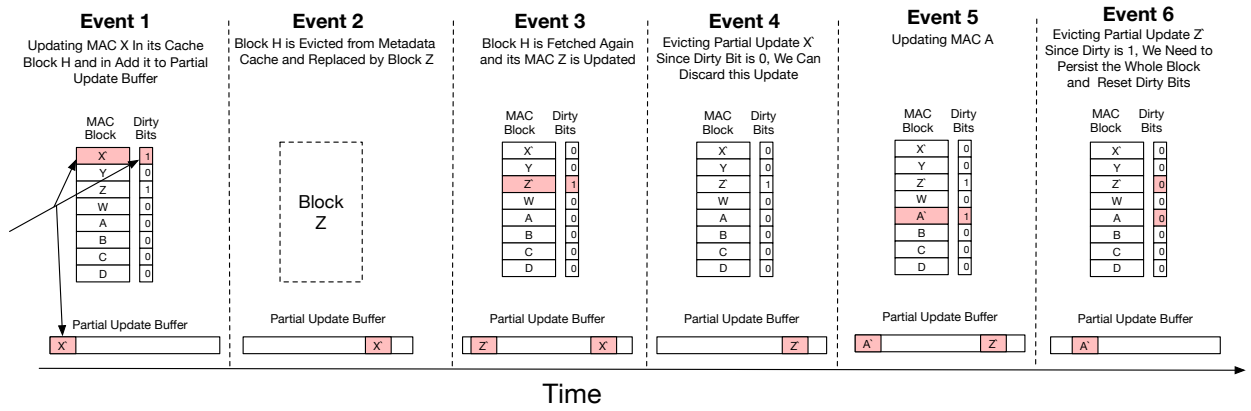 Event 1
Updating MAC X In its Cache
Block H and in Add it to Partial
Update Buffer
MAC Block
Dirty Bits
X` 1
Y 0
Z 1
W 0
A 0
B 0
C 0
D 0
Partial Update Buffer
X`
Event 2
Block H is Evicted from Metadata
Cache and Replaced by Block Z
Block
Z
Partial Update Buffer
X`
Event 3
Block H is Fetched Again
and its MAC Z is Updated
MAC Block
Dirty Bits
X` 0
Y 0
Z` 1
W 0
A 0
B 0
C 0
D 0
Partial Update Buffer
Z` X`
Event 4
Evicting Partial Update X`
Since Dirty Bit is 0, We Can
Discard this Update
MAC Block
Dirty Bits
X` 0
Y 0
Z` 1
W 0
A 0
B 0
C 0
D 0
Partial Update Buffer
Z`
Event 5
Updating MAC A
MAC Block
Dirty Bits
X` 0
Y 0
Z` 1
W 0
A` 1
B 0
C 0
D 0
Partial Update Buffer
A` Z`
Event 6
Evicting Partial Update Z`
Since Dirty is 1, We Need to
Persist the Whole Block
and Reset Dirty Bits
MAC Block
Dirty Bits
X` 0
Y 0
Z` 0
W 0
A 0
B 0
C 0
D 0
Partial Update Buffer
A`
Time